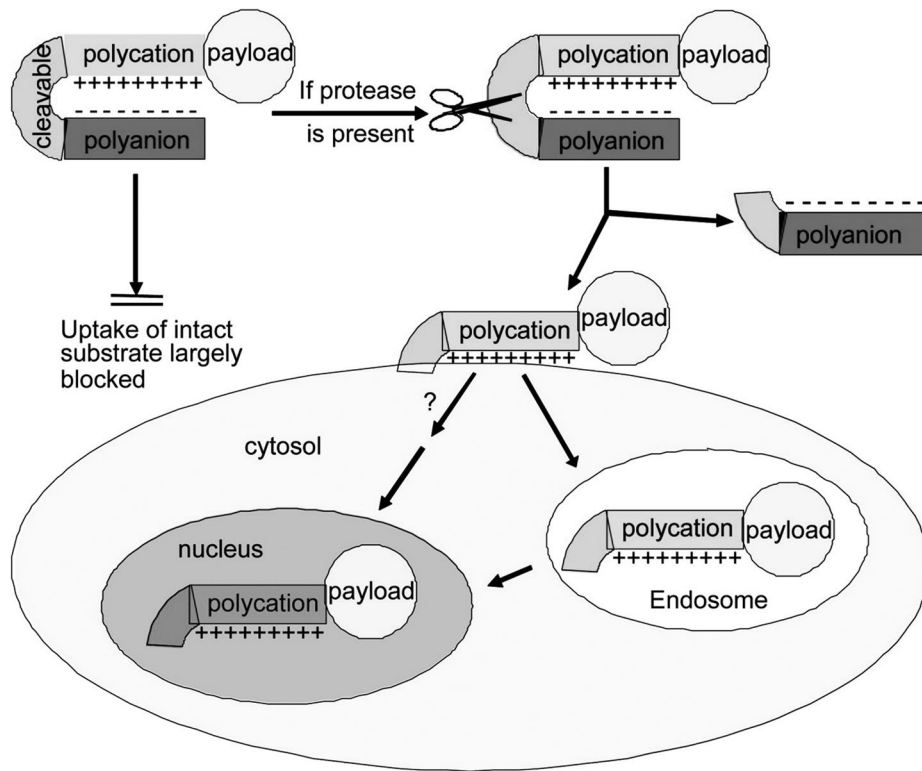 cleavable
polycation
payload
+++++++++
- - - - - - - - -
polyanion
If protease
is present
polycation
payload
+++++++++
- - - - - - - - -
polyanion
- - - - - - - - -
polyanion
Uptake of intact
substrate largely
blocked
polycation
payload
+++++++++
?
cytosol
nucleus
polycation
payload
+++++++++
polycation
payload
+++++++++
Endosome